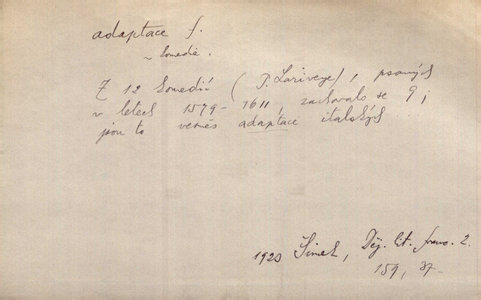 adaptace f.
~ komedie.
Z 12 komedií (P. Larivey), psaných
v letech 1579-1611, zachovalo se 9;
jsou to vesměs adaptace italských
1920 Šimek, Děj. lit. franc. 2.
159,